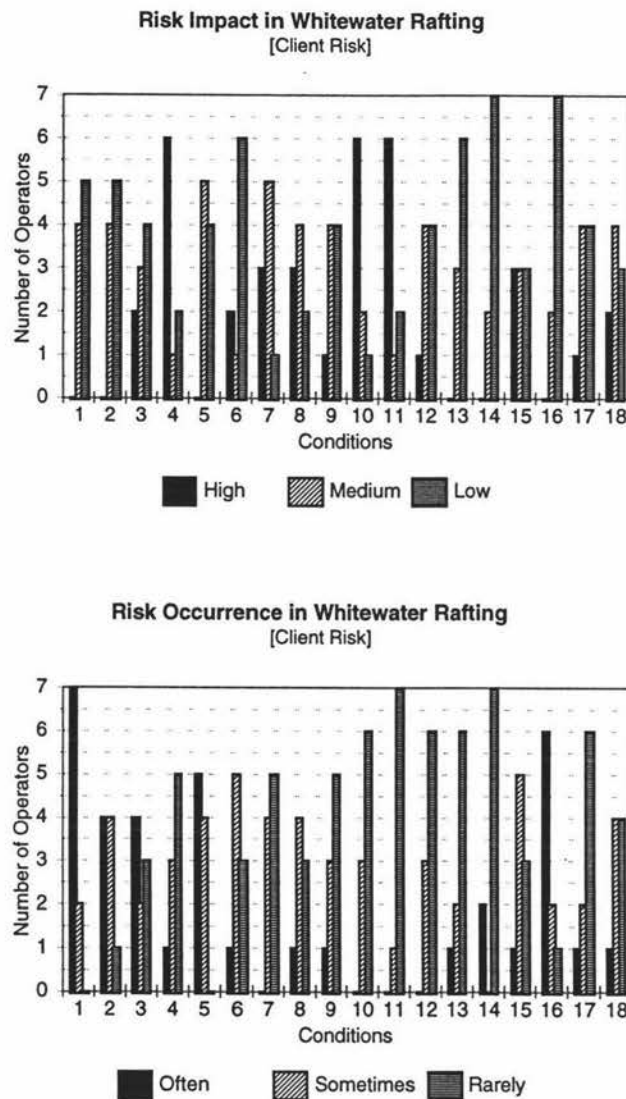 Risk Impact in Whitewater Rafting
[Client Risk]
Number of Operators
7
6
5
4
3
2
1
0
1 2 3 4 5 6 7 8 9 10 11 12 13 14 15 16 17 18
Conditions
High Medium Low
Risk Occurrence in Whitewater Rafting
[Client Risk]
Number of Operators
7
6
5
4
3
2
1
0
1 2 3 4 5 6 7 8 9 10 11 12 13 14 15 16 17 18
Conditions
Often Sometimes Rarely